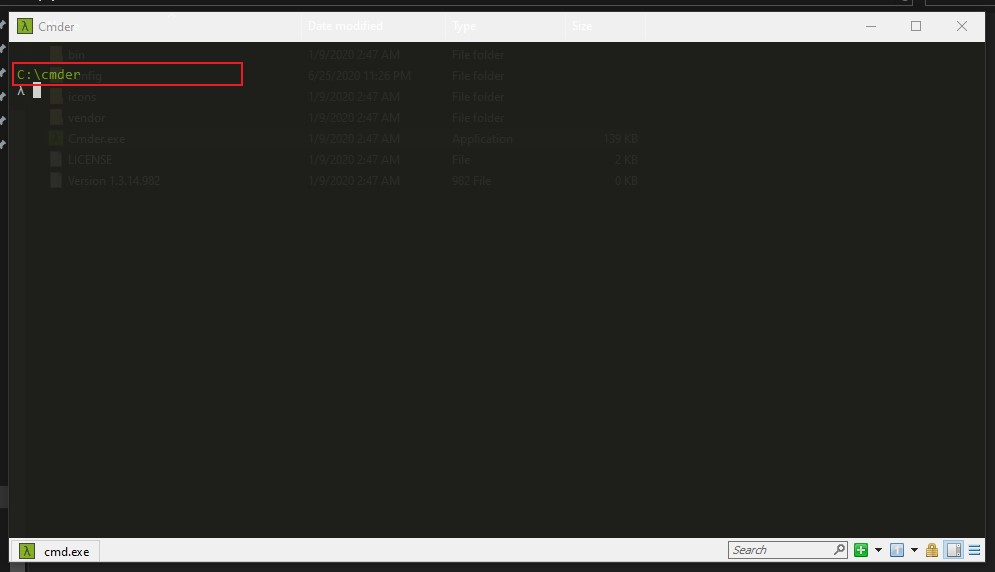 Cmder
Date modified Type Size
bin 1/9/2020 2:47 AM File folder
C:\cmder
config 6/25/2020 11:26 PM File folder
λ
icons 1/9/2020 2:47 AM File folder
vendor 1/9/2020 2:47 AM File folder
Cmder.exe 1/9/2020 2:47 AM Application 139 KB
LICENSE 1/9/2020 2:47 AM File 2 KB
Version 1.3.14.982 1/9/2020 2:47 AM 982 File 0 KB
λ cmd.exe
Search